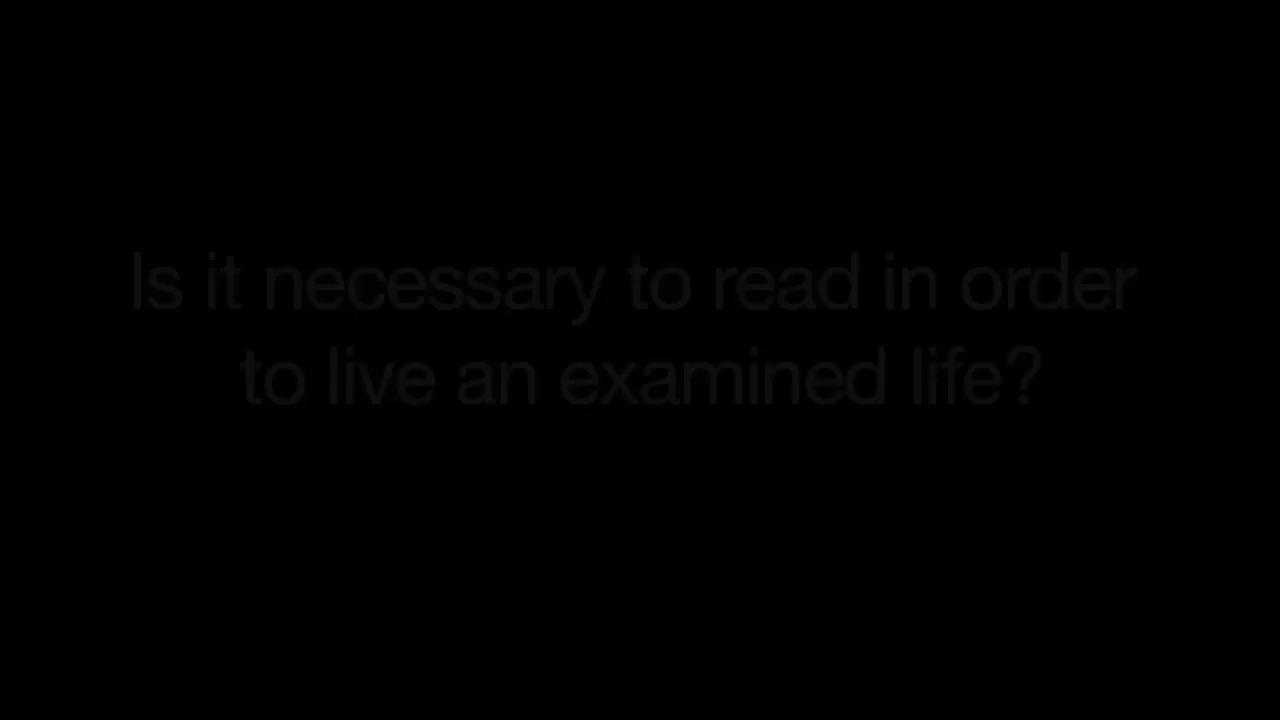 Is it necessary to read in order
to live an examined life?